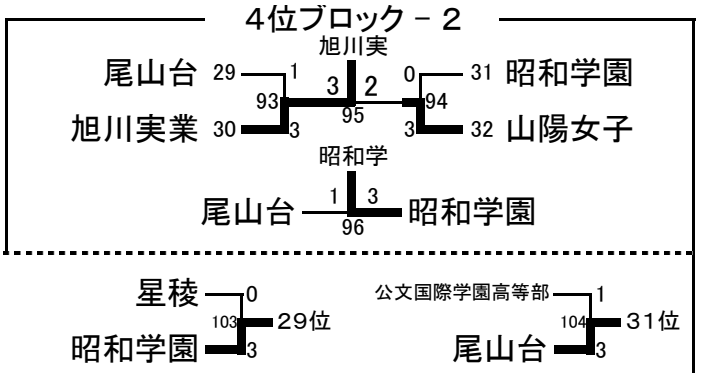 4位ブロック－2
旭川実
尾山台 29 1 3 2 0 31 昭和学園
93 95 94
旭川実業 30 3 3 32 山陽女子
昭和学
尾山台 1 3 昭和学園
96
星稜 0 公文国際学園高等部 1
103 29位 104 31位
昭和学園 3 尾山台 3